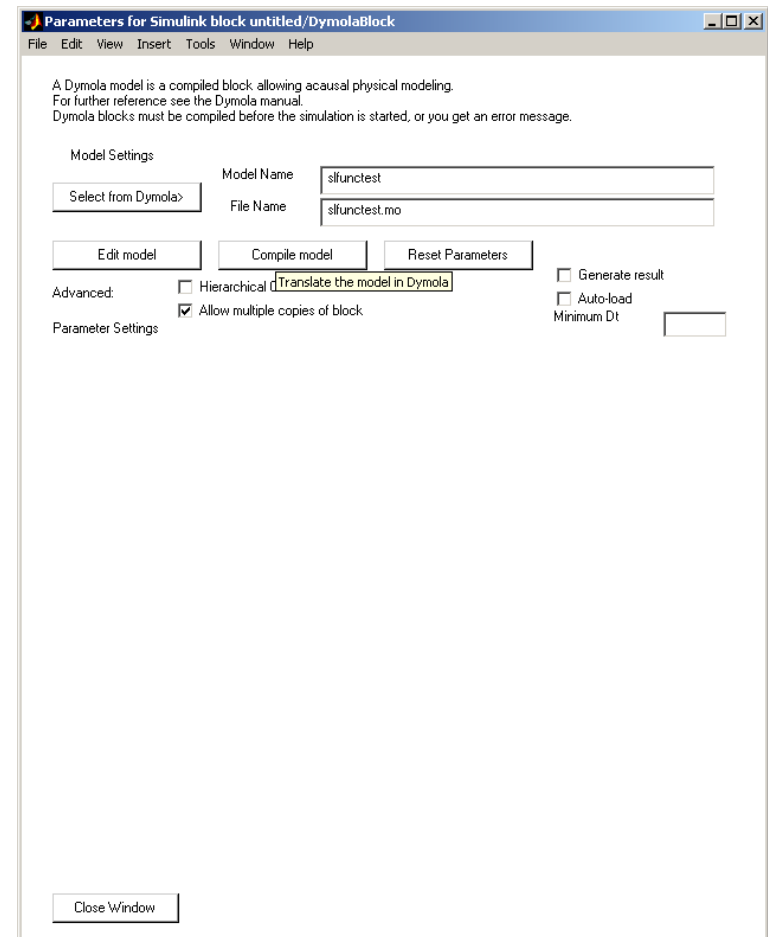 Parameters for Simulink block untitled/DymolaBlock
File Edit View Insert Tools Window Help
A Dymola model is a compiled block allowing acausal physical modeling.
For further reference see the Dymola manual.
Dymola blocks must be compiled before the simulation is started, or you get an error message.
Model Settings
Model Name slfunctest
Select from Dymola>
File Name slfunctest.mo
Edit model Compile model Reset Parameters
Generate result
Advanced: Hierarchical Translate the model in Dymola
Auto-load
Allow multiple copies of block
Minimum Dt
Parameter Settings
Close Window